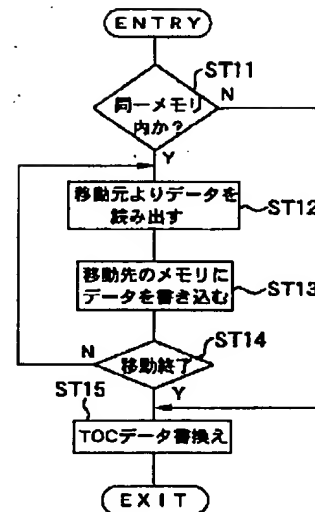 ENTRY
ST11
同一メモリ
内か?
N
Y
移動元よりデータを
読み出す
ST12
移動先のメモリに
データを書き込む
ST13
ST14
N
移動終了
Y
ST15
TOCデータ書換え
EXIT